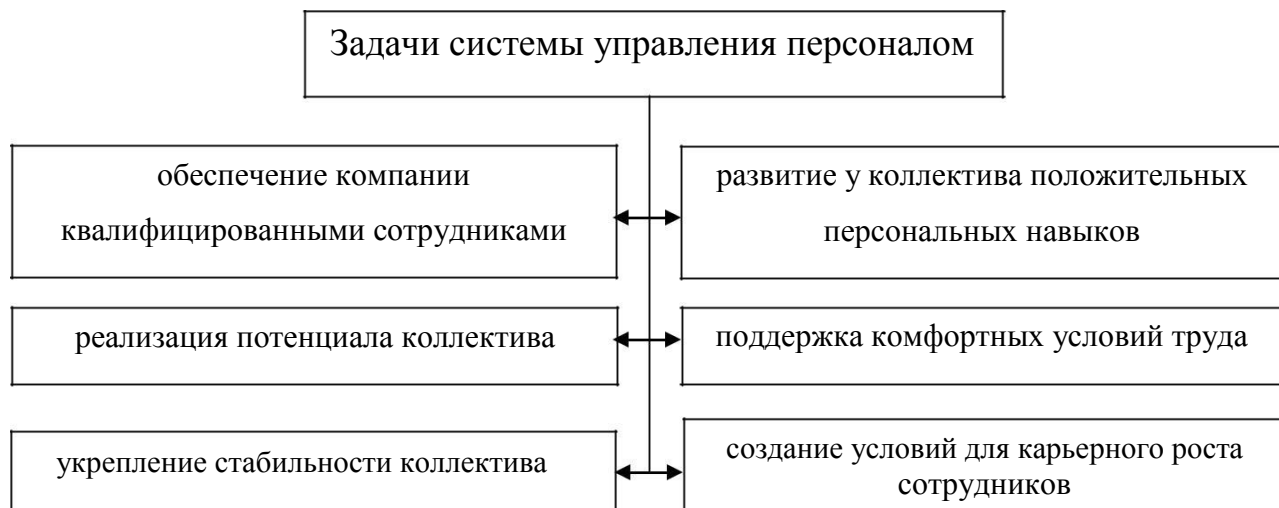 Задачи системы управления персоналом
обеспечение компании
квалифицированными сотрудниками
развитие у коллектива положительных
персональных навыков
реализация потенциала коллектива
поддержка комфортных условий труда
укрепление стабильности коллектива
создание условий для карьерного роста
сотрудников